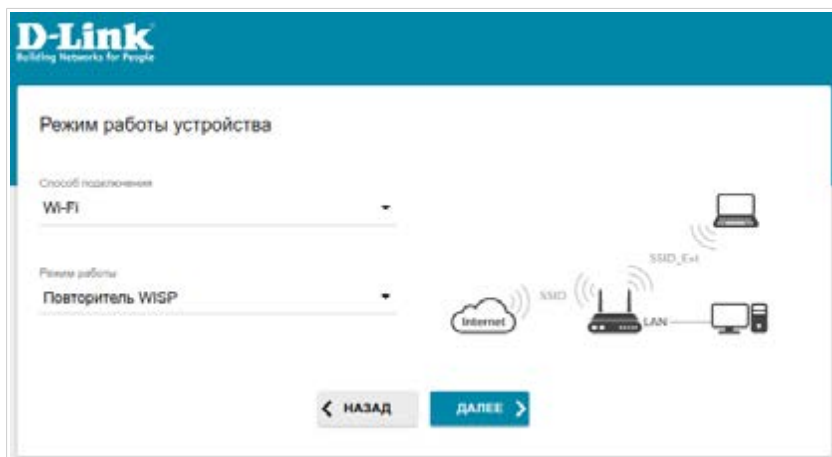 D-Link
Building Networks for People
Режим работы устройства
Способ подключения
Wi-Fi
Режим работы
Повторитель WISP
SSID_Ext
SSID
Internet
LAN
НАЗАД
ДАЛЕЕ